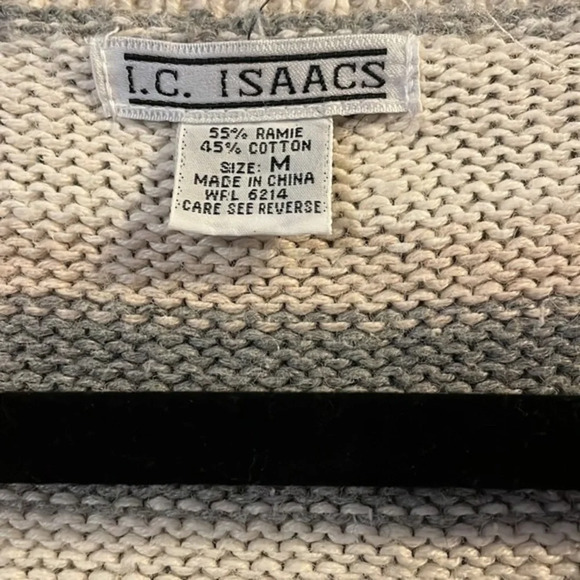 I.C. ISAACS
55% RAMIE
45% COTTON
SIZE: M
MADE IN CHINA
WPL 6214
CARE SEE REVERSE